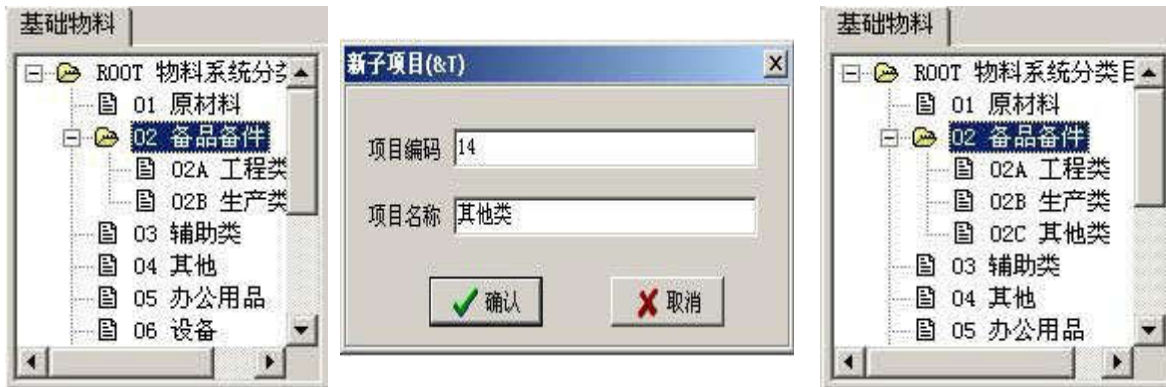 基础物料
ROOT 物料系统分类
01 原材料
02 备品备件
02A 工程类
02B 生产类
03 辅助类
04 其他
05 办公用品
06 设备
新子项目(&T)
项目编码 14
项目名称 其他类
确认 取消
基础物料
ROOT 物料系统分类目
01 原材料
02 备品备件
02A 工程类
02B 生产类
02C 其他类
03 辅助类
04 其他
05 办公用品